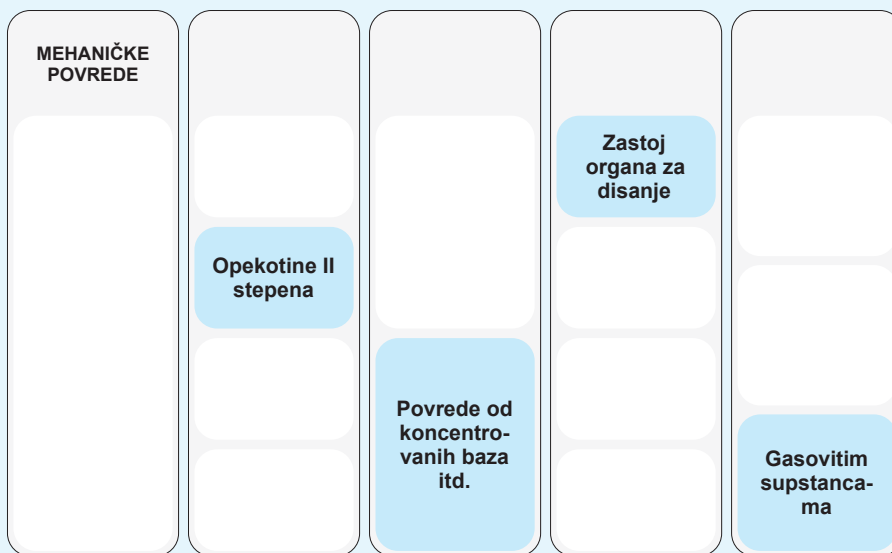 MEHANIČKE
POVREDE
Zastoj
organa za
disanje
Opekotine II
stepena
Povrede od
koncentro-
vanih baza
itd.
Gasovitim
supstanca-
ma